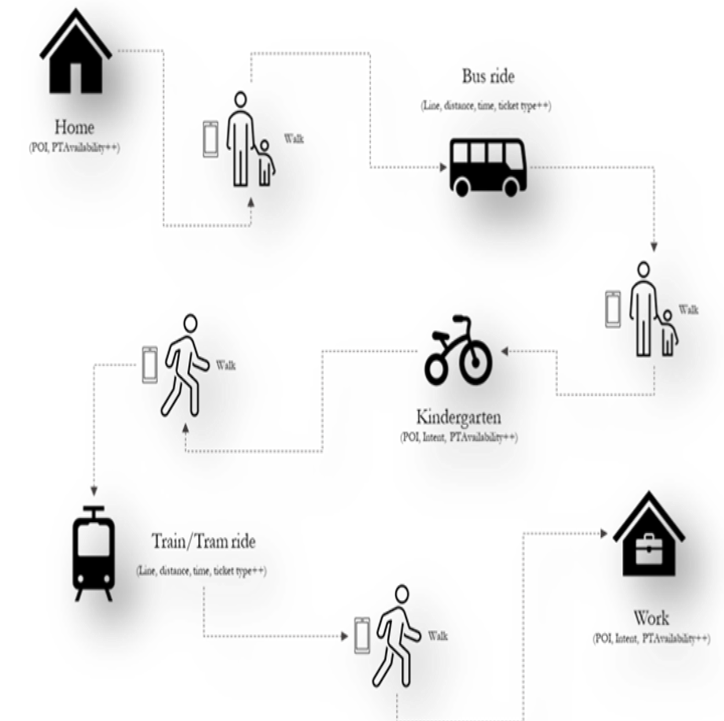 Home
(POI, PTAvailability++)
Walk
Bus ride
(Line, distance, time, ticket type++)
Walk
Walk
Kindergarten
(POI, Intent, PTAvailability++)
Train/Tram ride
(Line, distance, time, ticket type++)
Walk
Work
(POI, Intent, PTAvailability++)